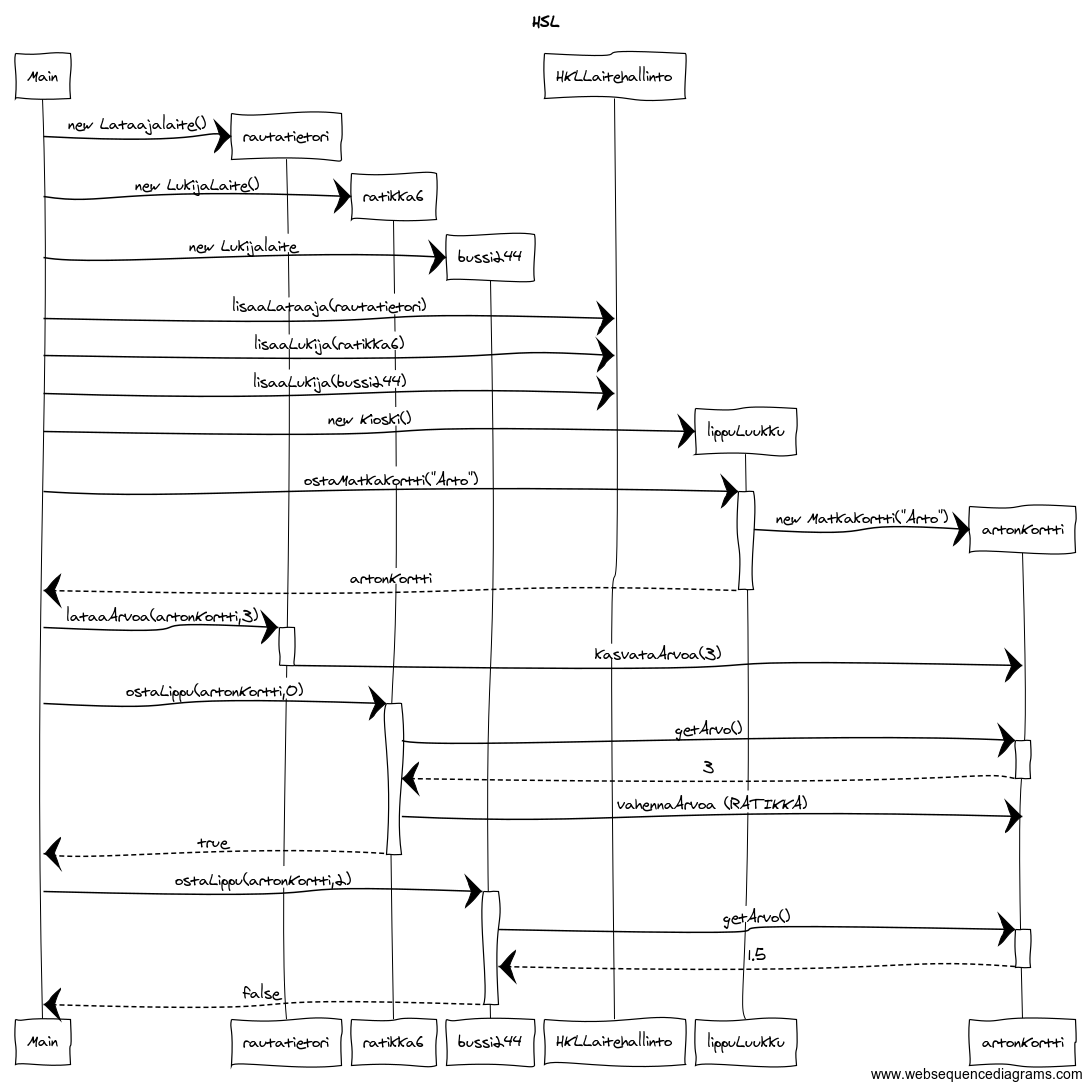 HSL
Main
HKLLaitehallinto
new Lataajalaite()
rautatietori
new LukijaLaite()
ratikka6
new Lukijalaite
bussi244
lisaaLataaja(rautatietori)
lisaaLukija(ratikka6)
lisaaLukija(bussi244)
new Kioski()
lippuLuukku
ostaMatkakortti("Arto")
new Matkakortti("Arto")
artonKortti
artonKortti
lataaArvoa(artonKortti,3)
kasvataArvoa(3)
ostaLippu(artonKortti,0)
getArvo()
3
vahennaArvoa (RATIKKA)
true
ostaLippu(artonKortti,2)
getArvo()
1.5
false
Main
rautatietori
ratikka6
bussi244
HKLLaitehallinto
lippuLuukku
artonKortti
www.websequencediagrams.com